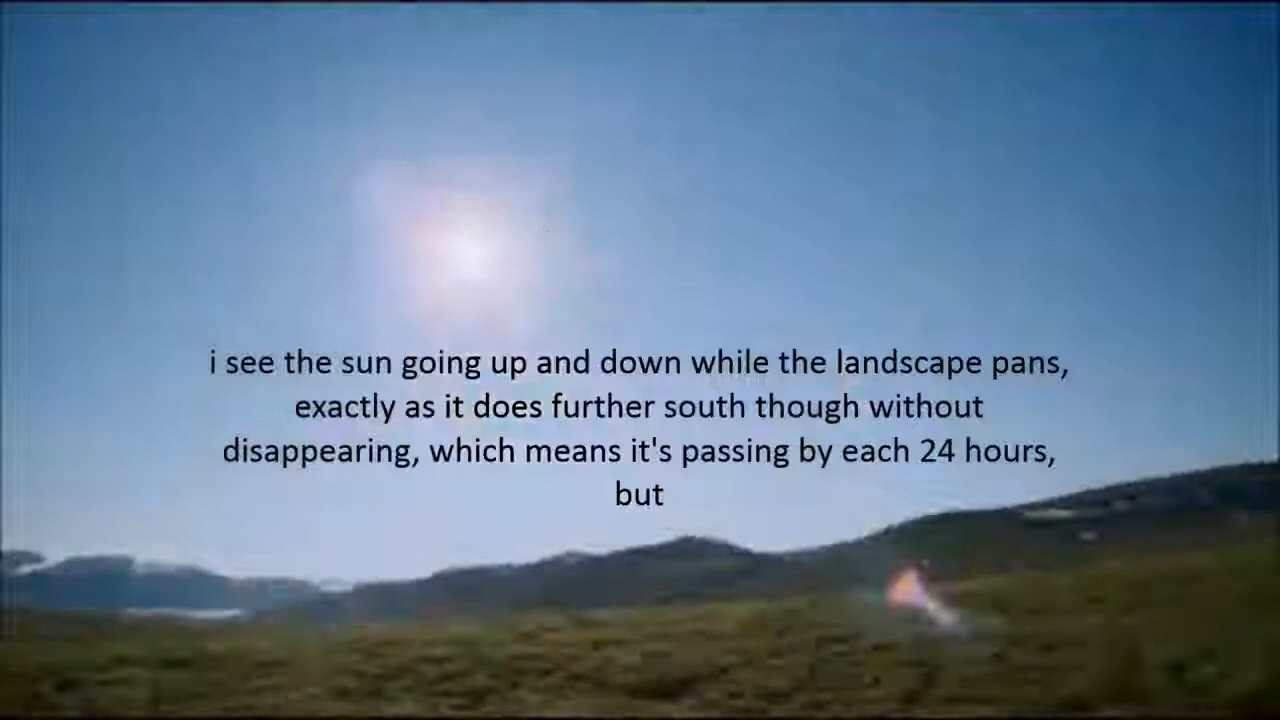 i see the sun going up and down while the landscape pans,
exactly as it does further south though without
disappearing, which means it's passing by each 24 hours,
but